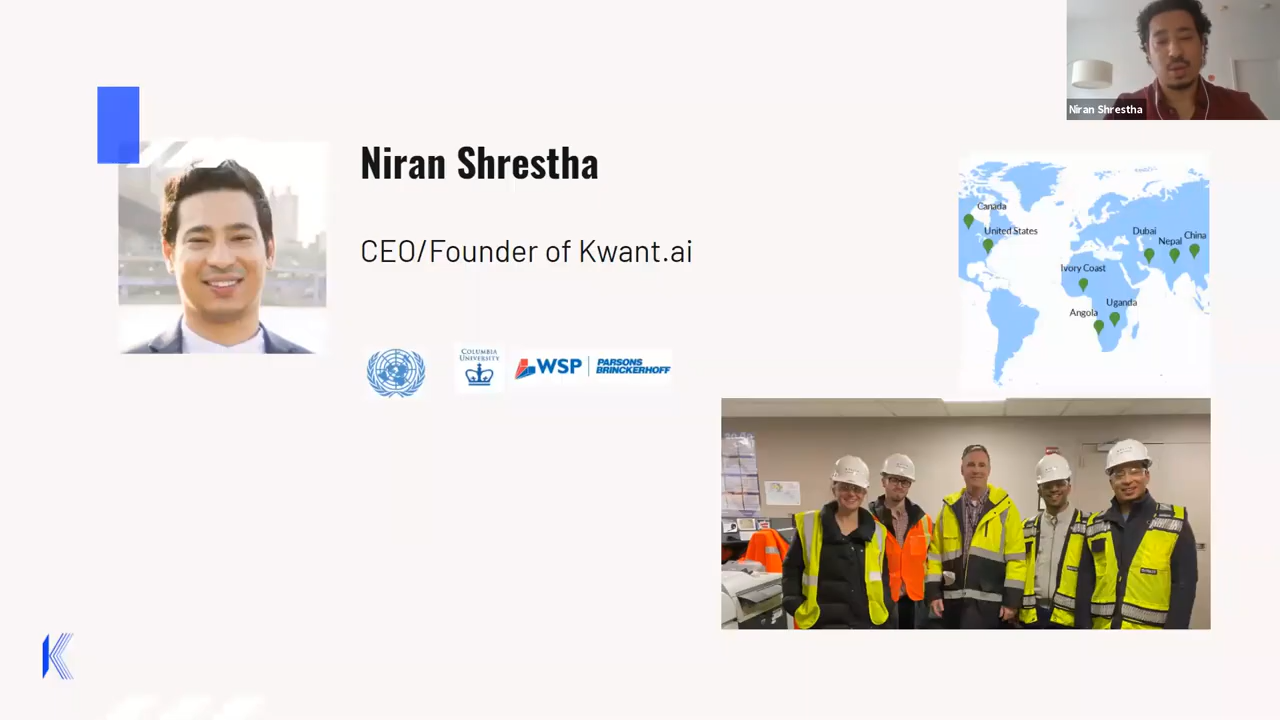 Niran Shrestha
Niran Shrestha
CEO/Founder of Kwant.ai
COLUMBIA
UNIVERSITY
WSP
PARSONS
BRINCKERHOFF
Canada
United States
Dubai
Nepal
China
Ivory Coast
Uganda
Angola